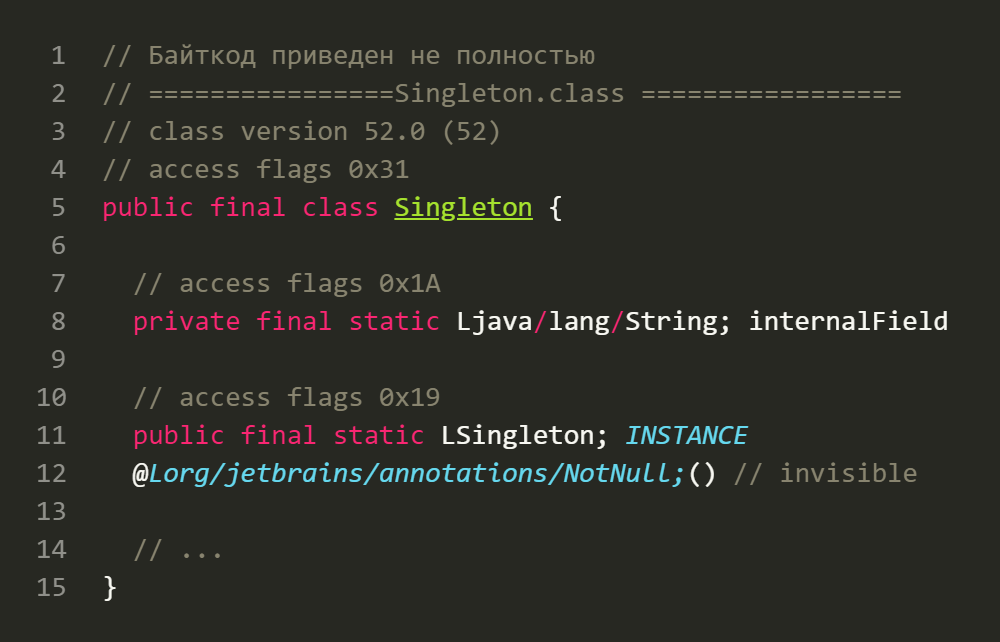 1 // Байткод приведен не полностью
2 // ================Singleton.class =================
3 // class version 52.0 (52)
4 // access flags 0x31
5 public final class Singleton {
6
7 // access flags 0x1A
8 private final static Ljava/lang/String; internalField
9
10 // access flags 0x19
11 public final static LSingleton; INSTANCE
12 @Lorg/jetbrains/annotations/NotNull;() // invisible
13
14 // ...
15 }